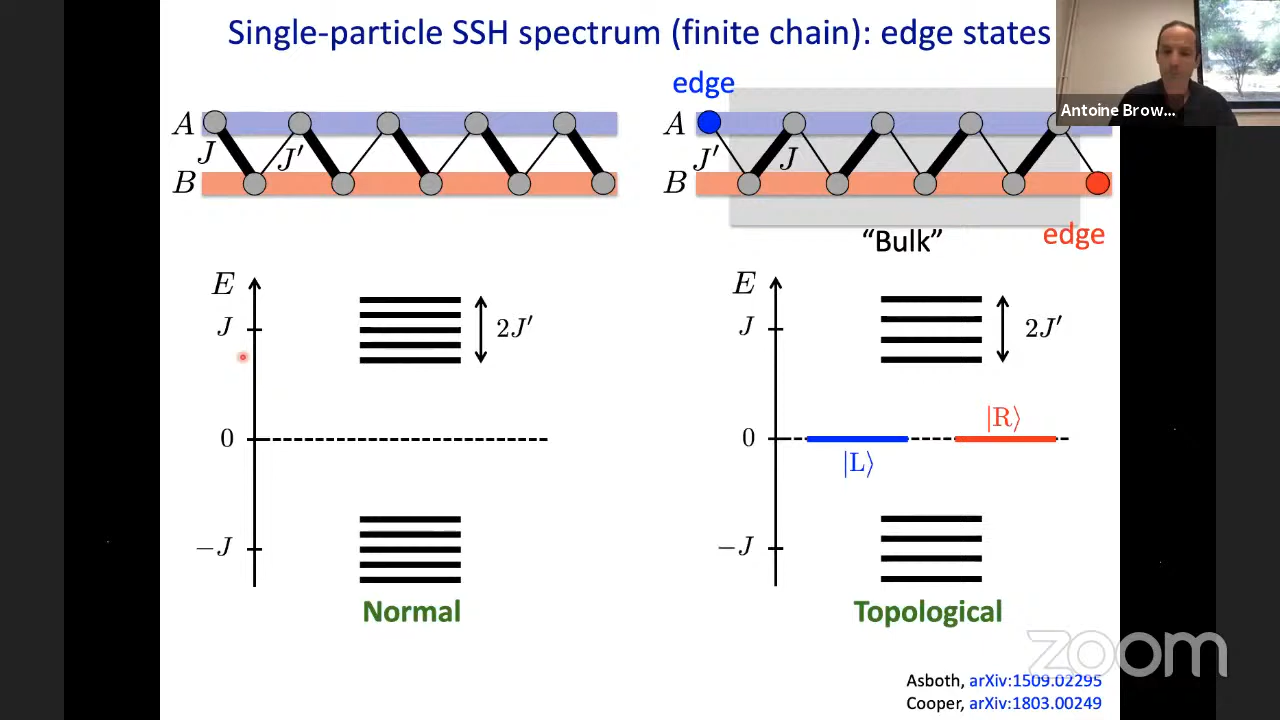 Single-particle SSH spectrum (finite chain): edge states
Antoine Brow...
edge
A
J
J′
B
A
J′
J
B
"Bulk"
edge
E
J
2J′
0
−J
Normal
E
J
2J′
|R⟩
0
|L⟩
−J
Topological
zoom
Asboth, arXiv:1509.02295
Cooper, arXiv:1803.00249